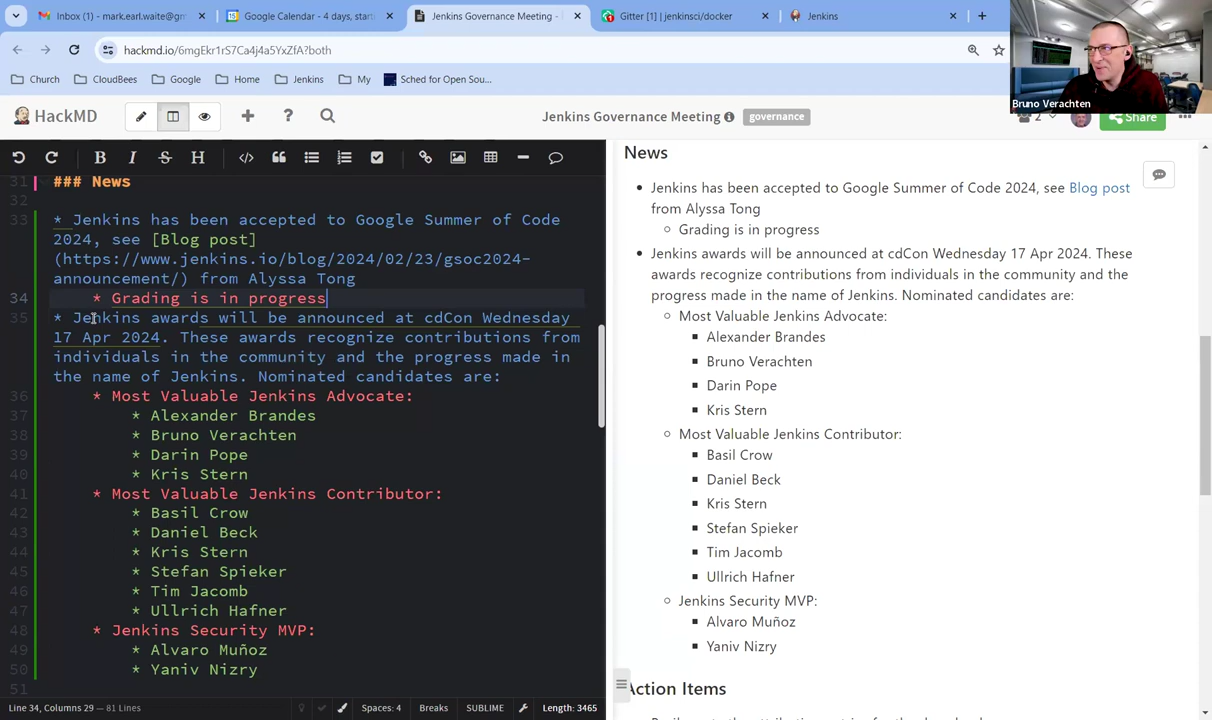 Inbox (1) - mark.earl.waite@gm
Google Calendar - 4 days, start
Jenkins Governance Meeting -
Gitter [1] | jenkinsci/docker
Jenkins
hackmd.io/6mgEkr1rS7Ca4j4a5YxZfA?both
Church
CloudBees
Google
Home
Jenkins
My
Sched for Open Sou...
Bruno Verachten
HackMD
Jenkins Governance Meeting
governance
2
Share
31 ### News
32
33 * Jenkins has been accepted to Google Summer of Code
2024, see [Blog post]
(https://www.jenkins.io/blog/2024/02/23/gsoc2024-
announcement/) from Alyssa Tong
34 * Grading is in progress
35 * Jenkins awards will be announced at cdCon Wednesday
17 Apr 2024. These awards recognize contributions from
individuals in the community and the progress made in
the name of Jenkins. Nominated candidates are:
36 * Most Valuable Jenkins Advocate:
37 * Alexander Brandes
38 * Bruno Verachten
39 * Darin Pope
40 * Kris Stern
41 * Most Valuable Jenkins Contributor:
42 * Basil Crow
43 * Daniel Beck
44 * Kris Stern
45 * Stefan Spieker
46 * Tim Jacomb
47 * Ullrich Hafner
48 * Jenkins Security MVP:
49 * Alvaro Muñoz
50 * Yaniv Nizry
51
Line 34, Columns 29 — 81 Lines
Spaces: 4
Breaks
SUBLIME
Length: 3465
News
Jenkins has been accepted to Google Summer of Code 2024, see Blog post
from Alyssa Tong
Grading is in progress
Jenkins awards will be announced at cdCon Wednesday 17 Apr 2024. These
awards recognize contributions from individuals in the community and the
progress made in the name of Jenkins. Nominated candidates are:
Most Valuable Jenkins Advocate:
Alexander Brandes
Bruno Verachten
Darin Pope
Kris Stern
Most Valuable Jenkins Contributor:
Basil Crow
Daniel Beck
Kris Stern
Stefan Spieker
Tim Jacomb
Ullrich Hafner
Jenkins Security MVP:
Alvaro Muñoz
Yaniv Nizry
Action Items